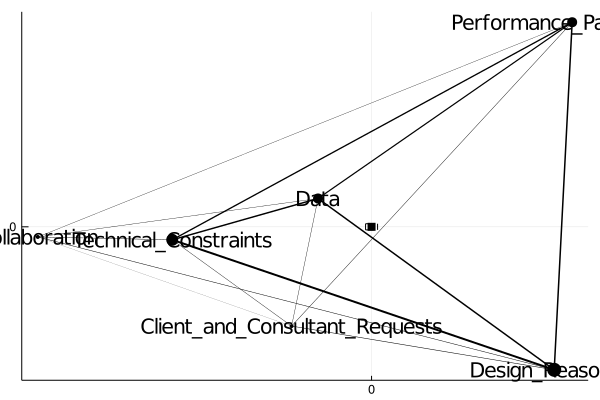 Performance_Pa
Data
0
ollaboration
Technical_Constraints
Client_and_Consultant_Requests
Design_Reaso
0